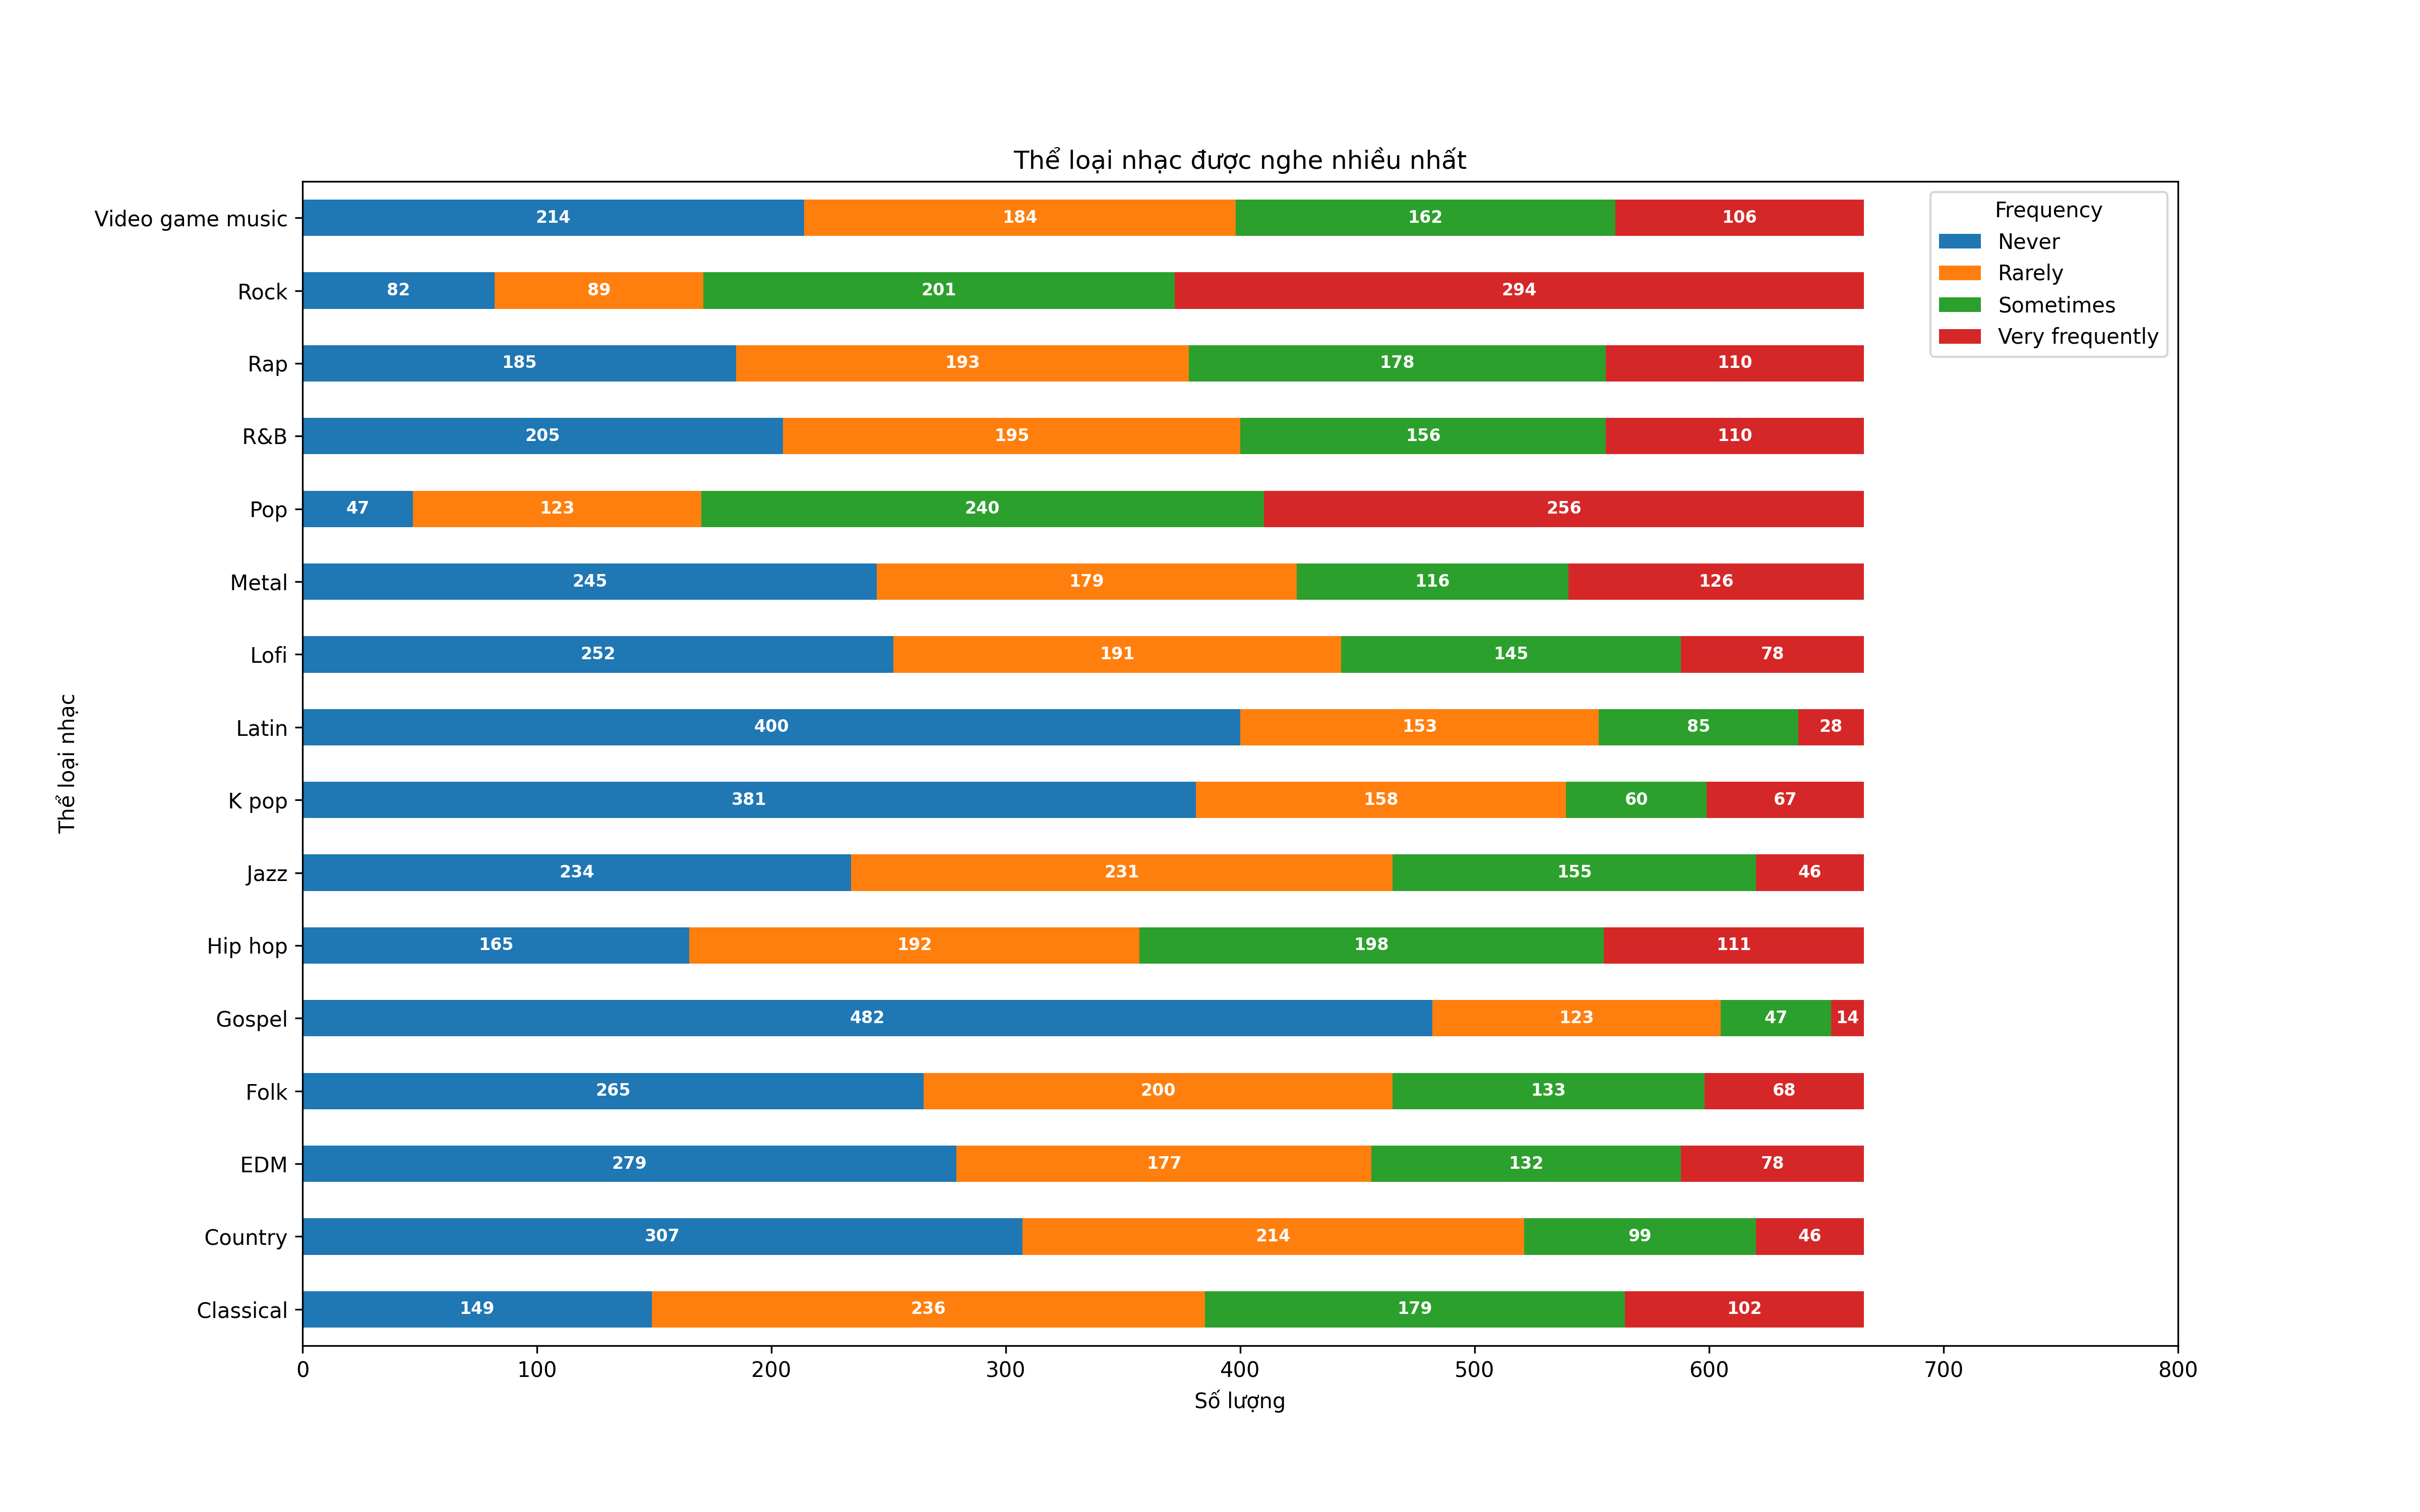 Thể loại nhạc được nghe nhiều nhất
Frequency
Never
Rarely
Sometimes
Very frequently
Thể loại nhạc
Video game music 214 184 162 106
Rock 82 89 201 294
Rap 185 193 178 110
R&B 205 195 156 110
Pop 47 123 240 256
Metal 245 179 116 126
Lofi 252 191 145 78
Latin 400 153 85 28
K pop 381 158 60 67
Jazz 234 231 155 46
Hip hop 165 192 198 111
Gospel 482 123 47 14
Folk 265 200 133 68
EDM 279 177 132 78
Country 307 214 99 46
Classical 149 236 179 102
0 100 200 300 400 500 600 700 800
Số lượng